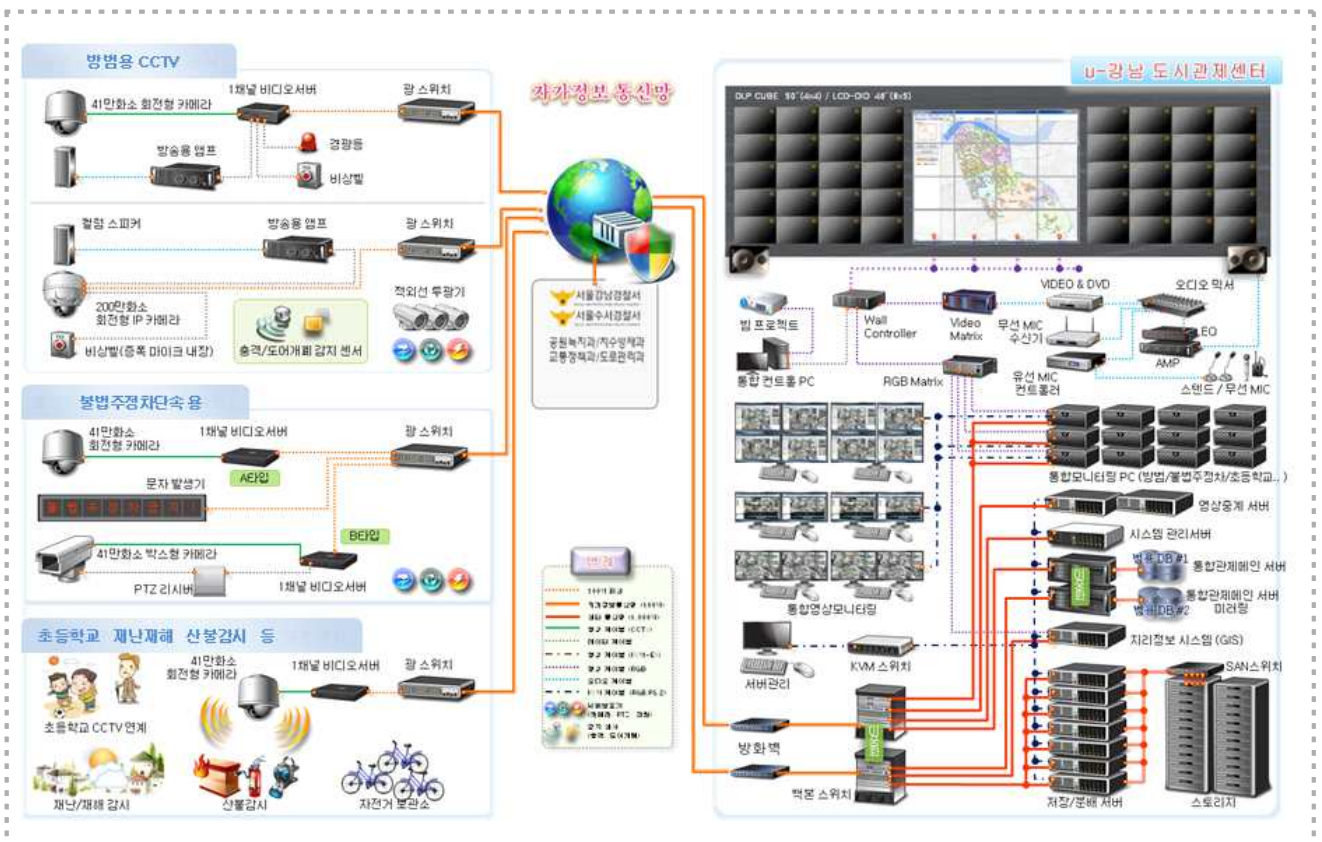 방범용 CCTV
41만화소 회전형 카메라
1채널 비디오서버
광 스위치
방송용 앰프
경광등
비상벨
컬럼 스피커
방송용 앰프
광 스위치
200만화소
회전형 IP 카메라
적외선 투광기
비상벨(증폭 마이크 내장)
충격/도어개폐 감지 센서
불법주정차단속 용
41만화소
회전형 카메라
1채널 비디오서버
광 스위치
A타입
문자 발생기
B타입
41만화소 박스형 카메라
PTZ 리시버
1채널 비디오서버
초등학교 재난재해 산불감시 등
41만화소
회전형 카메라
1채널 비디오서버
광 스위치
초등학교 CCTV 연계
재난/재해 감시
산불감시
자전거 보관소
자가정보 통신망
서울강남경찰서
서울수서경찰서
공원녹지과/치수방재과
교통정책과/도로관리과
범 례
u-강남 도시관제센터
DLP CUBE 50"(4x4) / LCD-DID 46"(8x5)
빔 프로젝트
Wall
Controller
Video
Matrix
VIDEO & DVD
오디오 믹서
무선 MIC
수신기
EQ
AMP
통합 컨트롤 PC
RGB Matrix
유선 MIC
컨트롤러
스탠드 / 무선 MIC
통합모니터링 PC (방범/불법주정차/초등학교..)
영상중계 서버
시스템 관리서버
범용 DB #1
통합관제메인 서버
범용 DB #2
통합관제메인 서버
미러링
통합영상모니터링
지리정보 시스템 (GIS)
서버관리
KVM 스위치
SAN스위치
방화벽
백본 스위치
저장/분배 서버
스토리지